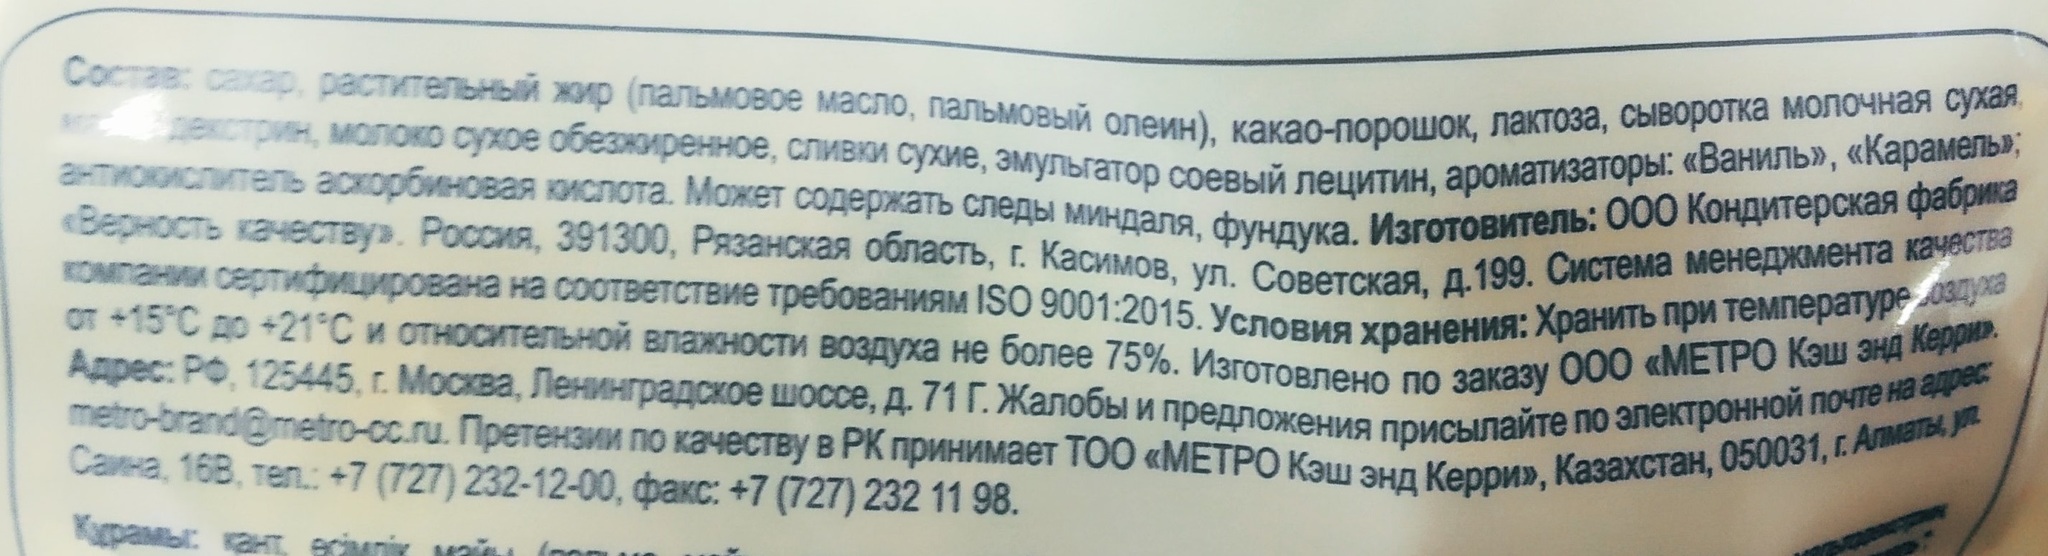 Состав: сахар, растительный жир (пальмовое масло, пальмовый олеин), какао-порошок, лактоза, сыворотка молочная сухая,
декстрин, молоко сухое обезжиренное, сливки сухие, эмульгатор соевый лецитин, ароматизаторы: «Ваниль», «Карамель»;
антиокислитель аскорбиновая кислота. Может содержать следы миндаля, фундука. Изготовитель: ООО Кондитерская фабрика
«Верность качеству». Россия, 391300, Рязанская область, г. Касимов, ул. Советская, д.199. Система менеджмента качества
компании сертифицирована на соответствие требованиям ISO 9001:2015. Условия хранения: Хранить при температуре воздуха
от +15°C до +21°C и относительной влажности воздуха не более 75%. Изготовлено по заказу ООО «МЕТРО Кэш энд Керри».
Адрес: РФ, 125445, г. Москва, Ленинградское шоссе, д. 71 Г. Жалобы и предложения присылайте по электронной почте на адрес:
metro-brand@metro-cc.ru. Претензии по качеству в РК принимает ТОО «МЕТРО Кэш энд Керри», Казахстан, 050031, г. Алматы, ул.
Саина, 16В, тел.: +7 (727) 232-12-00, факс: +7 (727) 232 11 98.
Құрамы: қант, өсімдік майы